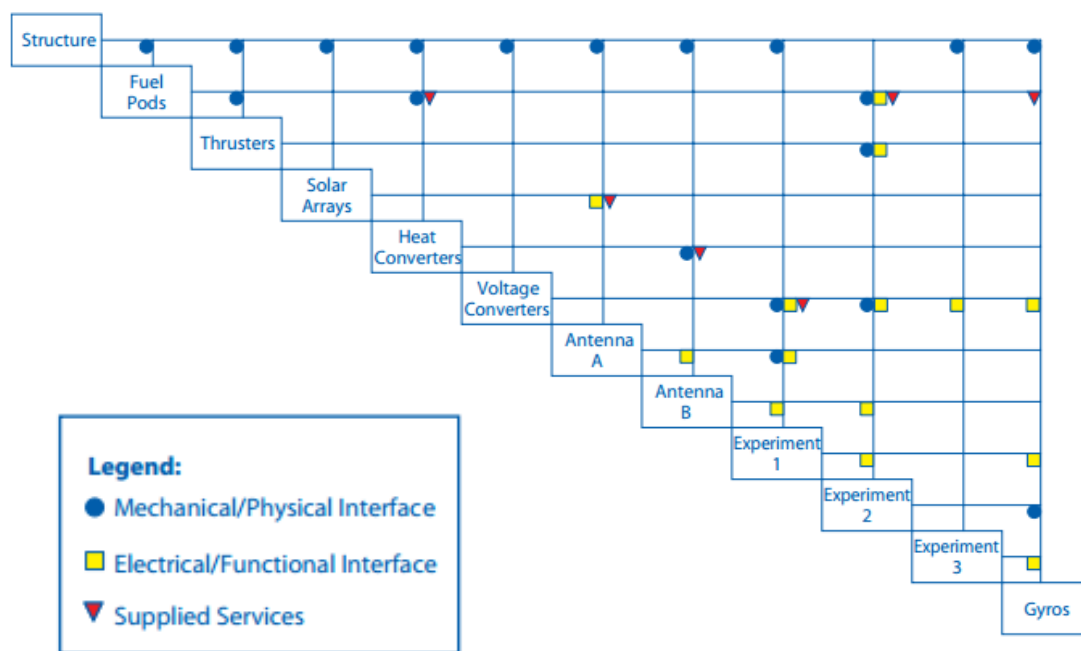 Structure
Fuel
Pods
Thrusters
Solar
Arrays
Heat
Converters
Voltage
Converters
Antenna
A
Antenna
B
Experiment
1
Experiment
2
Experiment
3
Gyros
Legend:
Mechanical/Physical Interface
Electrical/Functional Interface
Supplied Services